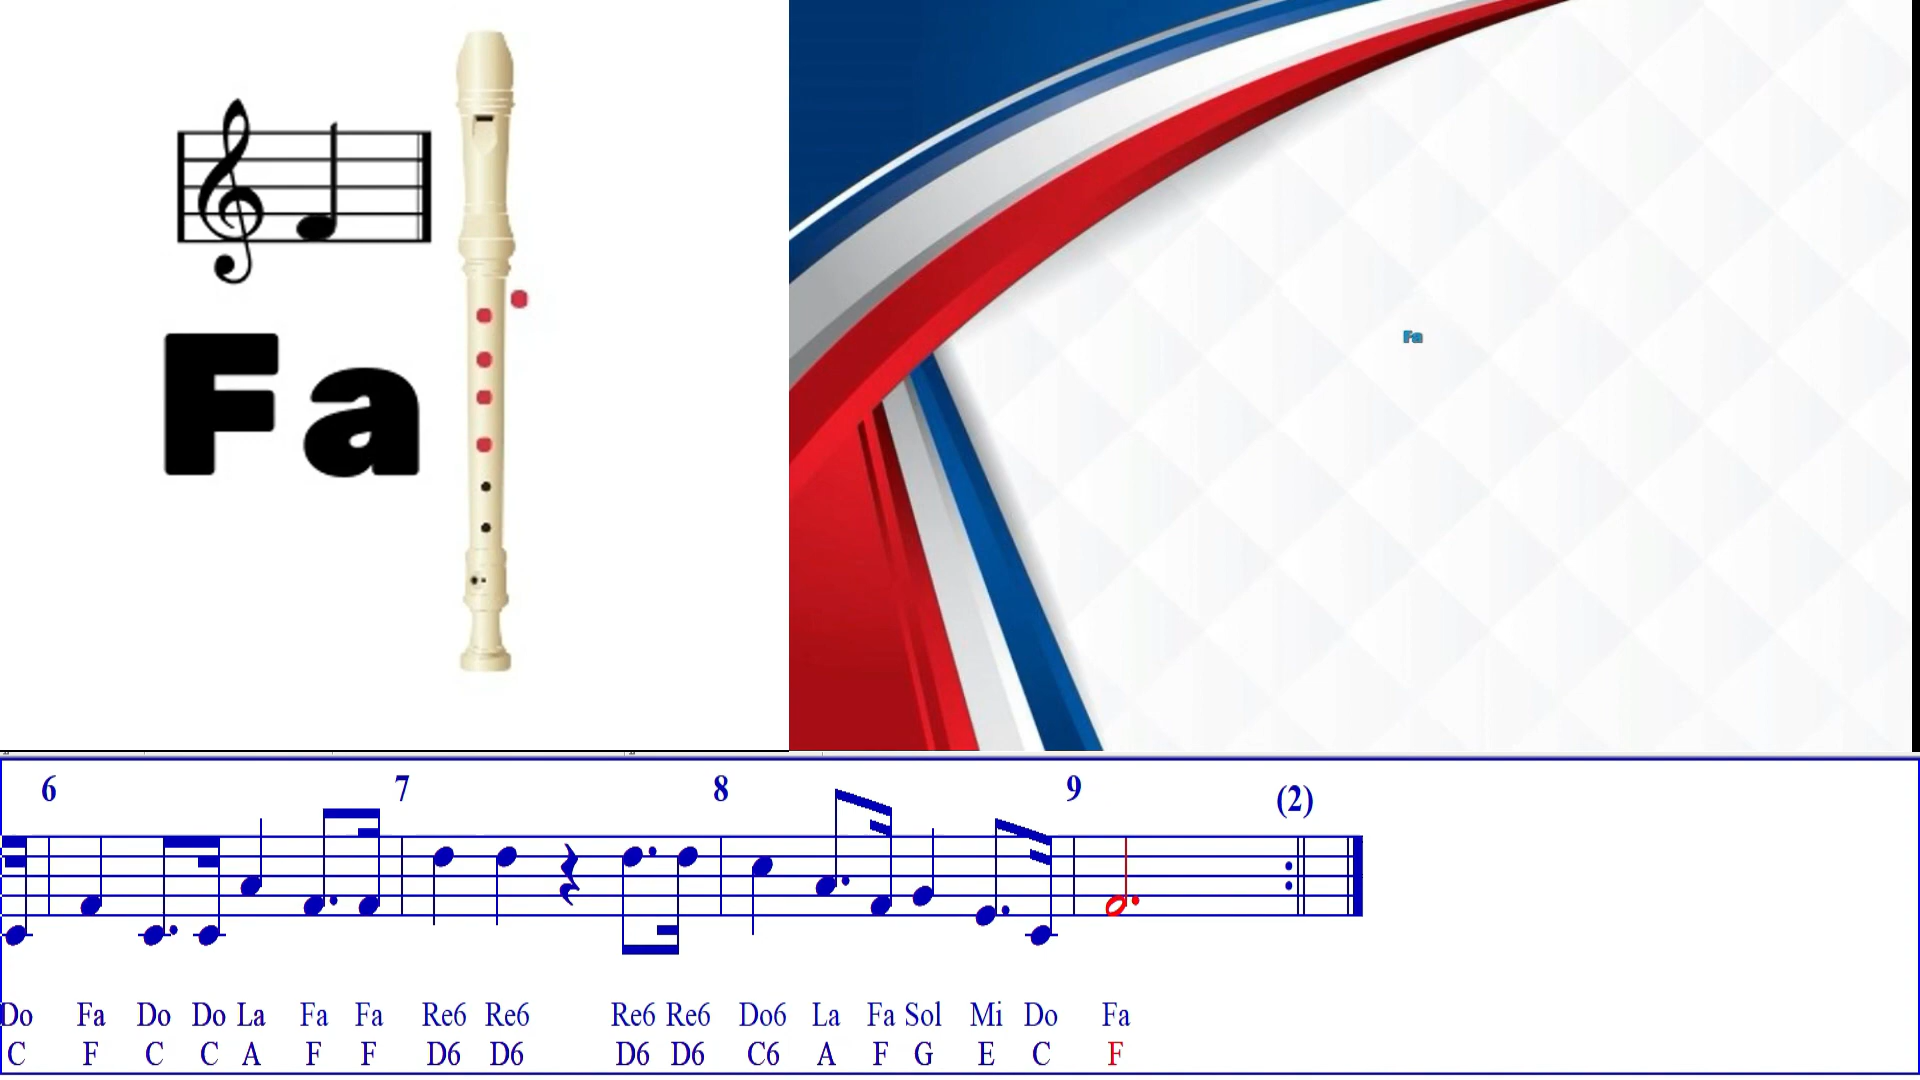 Fa
Fa
6 7 8 9 (2)
Do Fa Do Do La Fa Fa Re6 Re6 Re6 Re6 Do6 La Fa Sol Mi Do Fa
C F C C A F F D6 D6 D6 D6 C6 A F G E C F